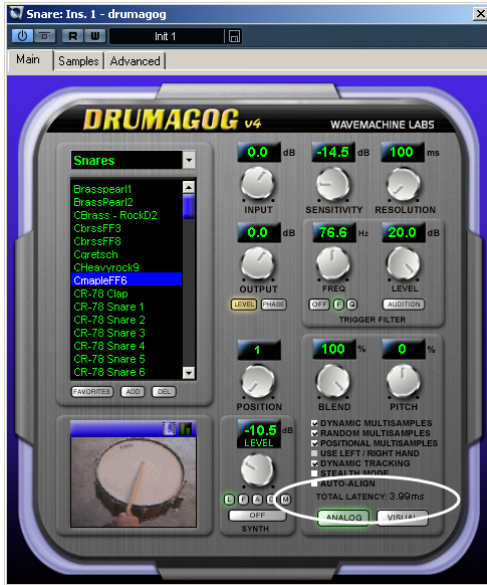 Snare: Ins. 1 - drumagog
R W Init 1
Main Samples Advanced
DRUMAGOG v4 WAVEMACHINE LABS
Snares
Brasspearl1
BrassPearl2
CBrass - RockD2
CbrssFF3
CbrssFF8
Cgretsch
CHeavyrock9
CmapleFF6
CR-78 Clap
CR-78 Snare 1
CR-78 Snare 2
CR-78 Snare 3
CR-78 Snare 4
CR-78 Snare 5
CR-78 Snare 6
FAVORITES ADD DEL
0.0 dB -14.5 dB 100 ms
INPUT SENSITIVITY RESOLUTION
0.0 dB 76.6 Hz 20.0 dB
OUTPUT FREQ LEVEL
LEVEL PHASE OFF F Q AUDITION
TRIGGER FILTER
1 100 % 0 %
POSITION BLEND PITCH
-10.5 dB
LEVEL
L F A D M
OFF
SYNTH
DYNAMIC MULTISAMPLES
RANDOM MULTISAMPLES
POSITIONAL MULTISAMPLES
USE LEFT / RIGHT HAND
DYNAMIC TRACKING
STEALTH MODE
AUTO-ALIGN
TOTAL LATENCY: 3.99ms
ANALOG VISUAL